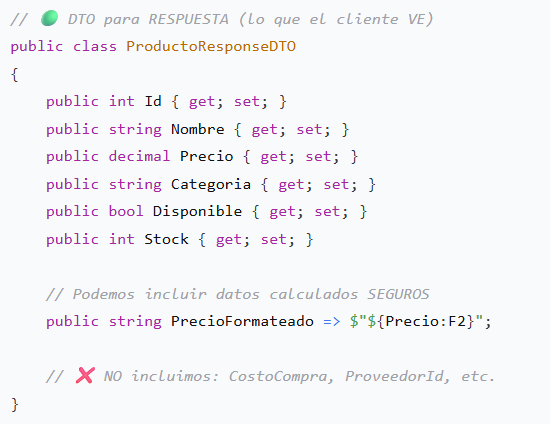 // 🟢 DTO para RESPUESTA (lo que el cliente VE)
public class ProductoResponseDTO
{
    public int Id { get; set; }
    public string Nombre { get; set; }
    public decimal Precio { get; set; }
    public string Categoria { get; set; }
    public bool Disponible { get; set; }
    public int Stock { get; set; }

    // Podemos incluir datos calculados SEGUROS
    public string PrecioFormateado => $"${Precio:F2}";

    // ❌ NO incluimos: CostoCompra, ProveedorId, etc.
}